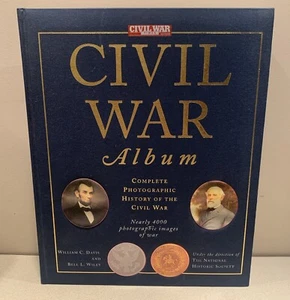 CIVIL WAR
CIVIL
WAR
Album
COMPLETE
PHOTOGRAPHIC
HISTORY OF THE
CIVIL WAR
Nearly 4000
photographic images
of war
WILLIAM C. DAVIS
AND
BELL I. WILEY
Under the direction of
THE NATIONAL
HISTORICAL SOCIETY